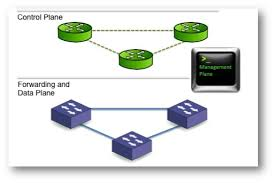 Control Plane
>_
Management
Plane
Forwarding and
Data Plane